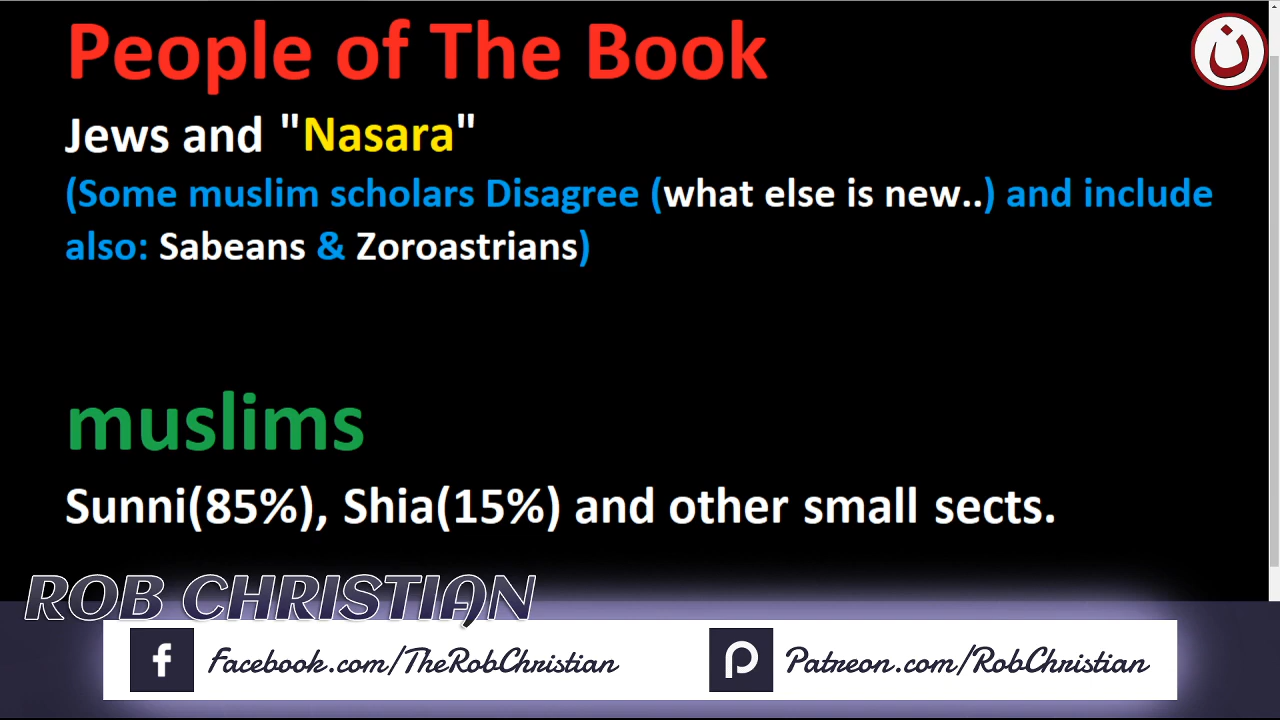 People of The Book
ن
Jews and "Nasara"
(Some muslim scholars Disagree (what else is new..) and include
also: Sabeans & Zoroastrians)
muslims
Sunni(85%), Shia(15%) and other small sects.
ROB CHRISTIAN
Facebook.com/TheRobChristian
Patreon.com/RobChristian